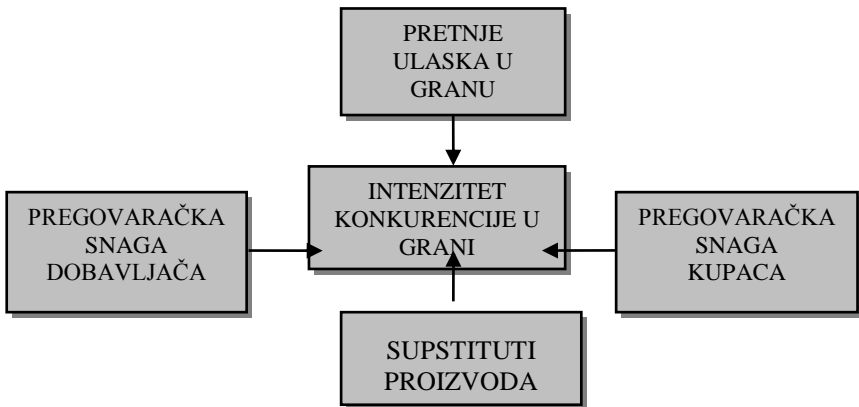 PRETNJE
ULASKA U
GRANU
INTENZITET
KONKURENCIJE U
GRANI
PREGOVARAČKA
SNAGA
DOBAVLJAČA
PREGOVARAČKA
SNAGA
KUPACA
SUPSTITUTI
PROIZVODA